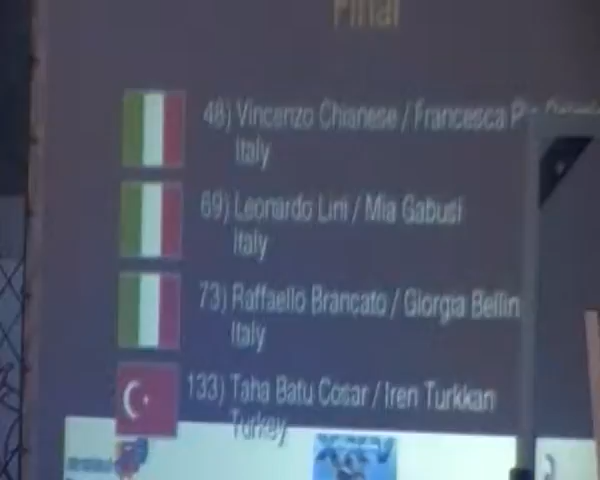 Final
48) Vincenzo Chianese / Francesca
Italy
69) Leonardo Lini / Mia Gabusi
Italy
73) Raffaello Brancato / Giorgia Bellin
Italy
133) Taha Batu Cosar / Iren Turkkan
Turkey